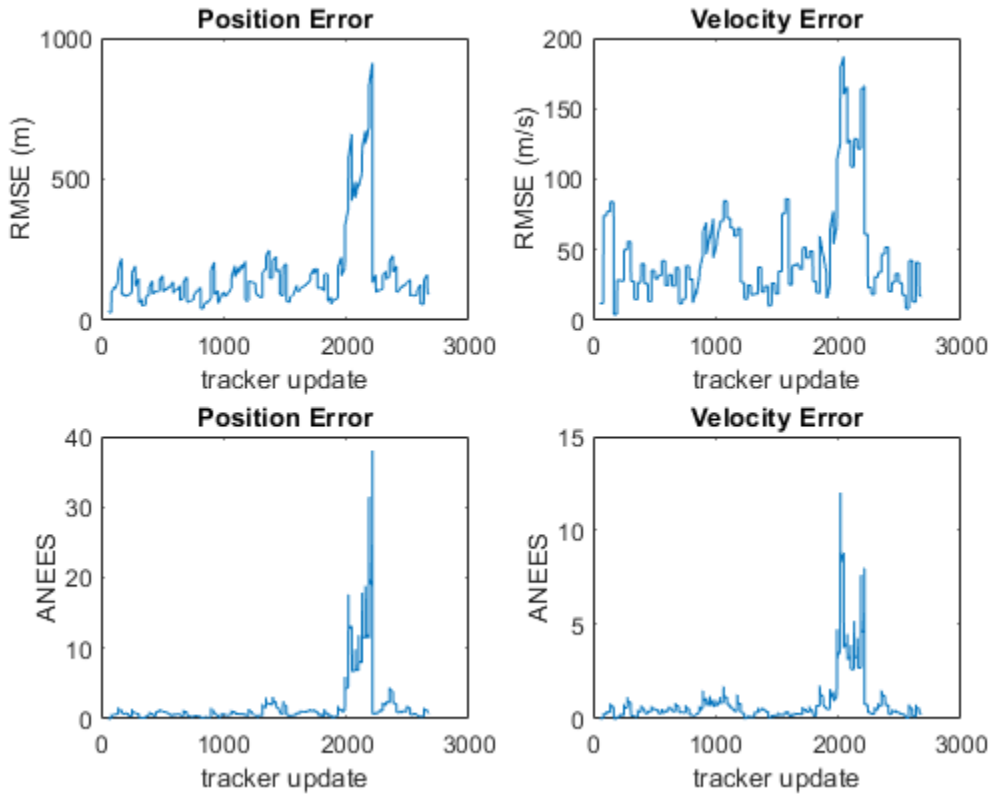 Position Error
1000
500
0
RMSE (m)
0
1000
2000
3000
tracker update
Velocity Error
200
150
100
50
0
RMSE (m/s)
0
1000
2000
3000
tracker update
Position Error
40
30
20
10
0
ANEES
0
1000
2000
3000
tracker update
Velocity Error
15
10
5
0
ANEES
0
1000
2000
3000
tracker update